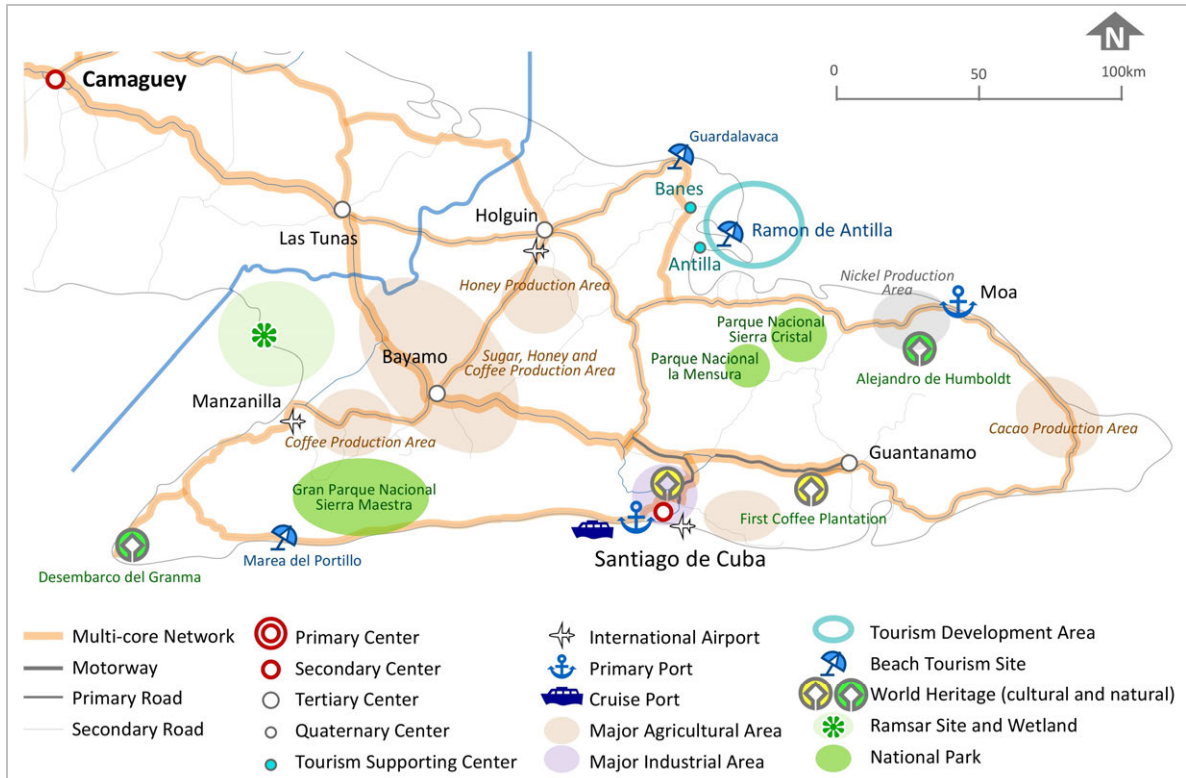 N
0
50
100km
Camaguey
Guardalavaca
Banes
Holguin
Las Tunas
Ramon de Antilla
Antilla
Honey Production Area
Nickel Production
Area
Moa
Parque Nacional
Sierra Cristal
Bayamo
Sugar, Honey and
Coffee Production Area
Parque Nacional
la Mensura
Alejandro de Humboldt
Manzanilla
Coffee Production Area
Cacao Production Area
Guantanamo
Gran Parque Nacional
Sierra Maestra
First Coffee Plantation
Santiago de Cuba
Marea del Portillo
Desembarco del Granma
Multi-core Network
Motorway
Primary Road
Secondary Road
Primary Center
Secondary Center
Tertiary Center
Quaternary Center
Tourism Supporting Center
International Airport
Primary Port
Cruise Port
Major Agricultural Area
Major Industrial Area
Tourism Development Area
Beach Tourism Site
World Heritage (cultural and natural)
Ramsar Site and Wetland
National Park